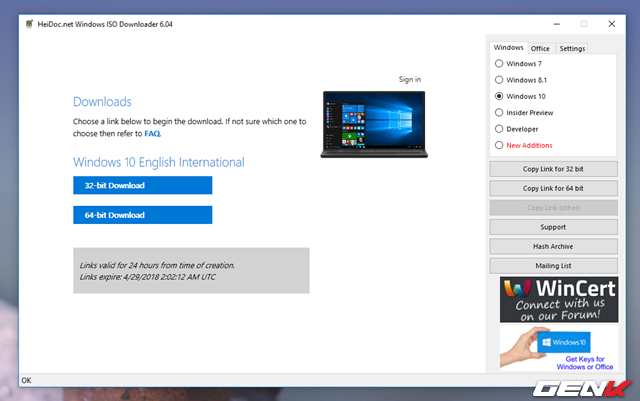 HeiDoc.net Windows ISO Downloader 6.04
Sign in
Downloads
Choose a link below to begin the download. If not sure which one to
choose then refer to FAQ.
Windows 10 English International
32-bit Download
64-bit Download
Links valid for 24 hours from time of creation.
Links expire: 4/29/2018 2:02:12 AM UTC
OK
Windows Office Settings
Windows 7
Windows 8.1
Windows 10
Insider Preview
Developer
New Additions
Copy Link for 32 bit
Copy Link for 64 bit
Copy Link (other)
Support
Hash Archive
Mailing List
WinCert
Connect with us
on our Forum!
Windows 10
Get Keys for
Windows or Office
GENK